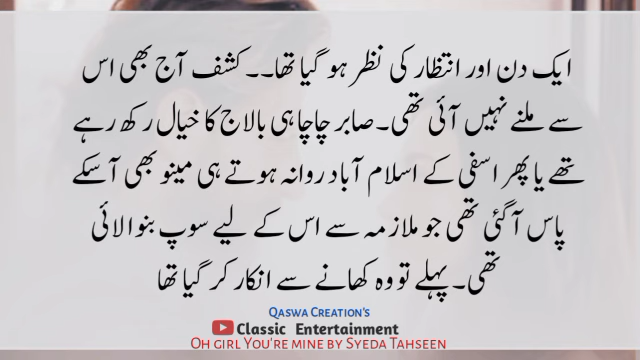 ایک دن اور انتظار کی نظر ہو گیا تھا۔۔ کشف آج بھی اس
سے ملنے نہیں آئی تھی۔ صابر چاچا ہی بالاج کا خیال رکھ رہے
تھے یا پھر اسفی کے اسلام آباد روانہ ہوتے ہی مینو بھی آسکے
پاس آگئی تھی جو ملازمہ سے اس کے لیے سوپ بنوا لائی
تھی۔ پہلے تو وہ کھانے سے انکار کر گیا تھا
Qaswa Creation's
Classic Entertainment
Oh girl You're mine by Syeda Tahseen